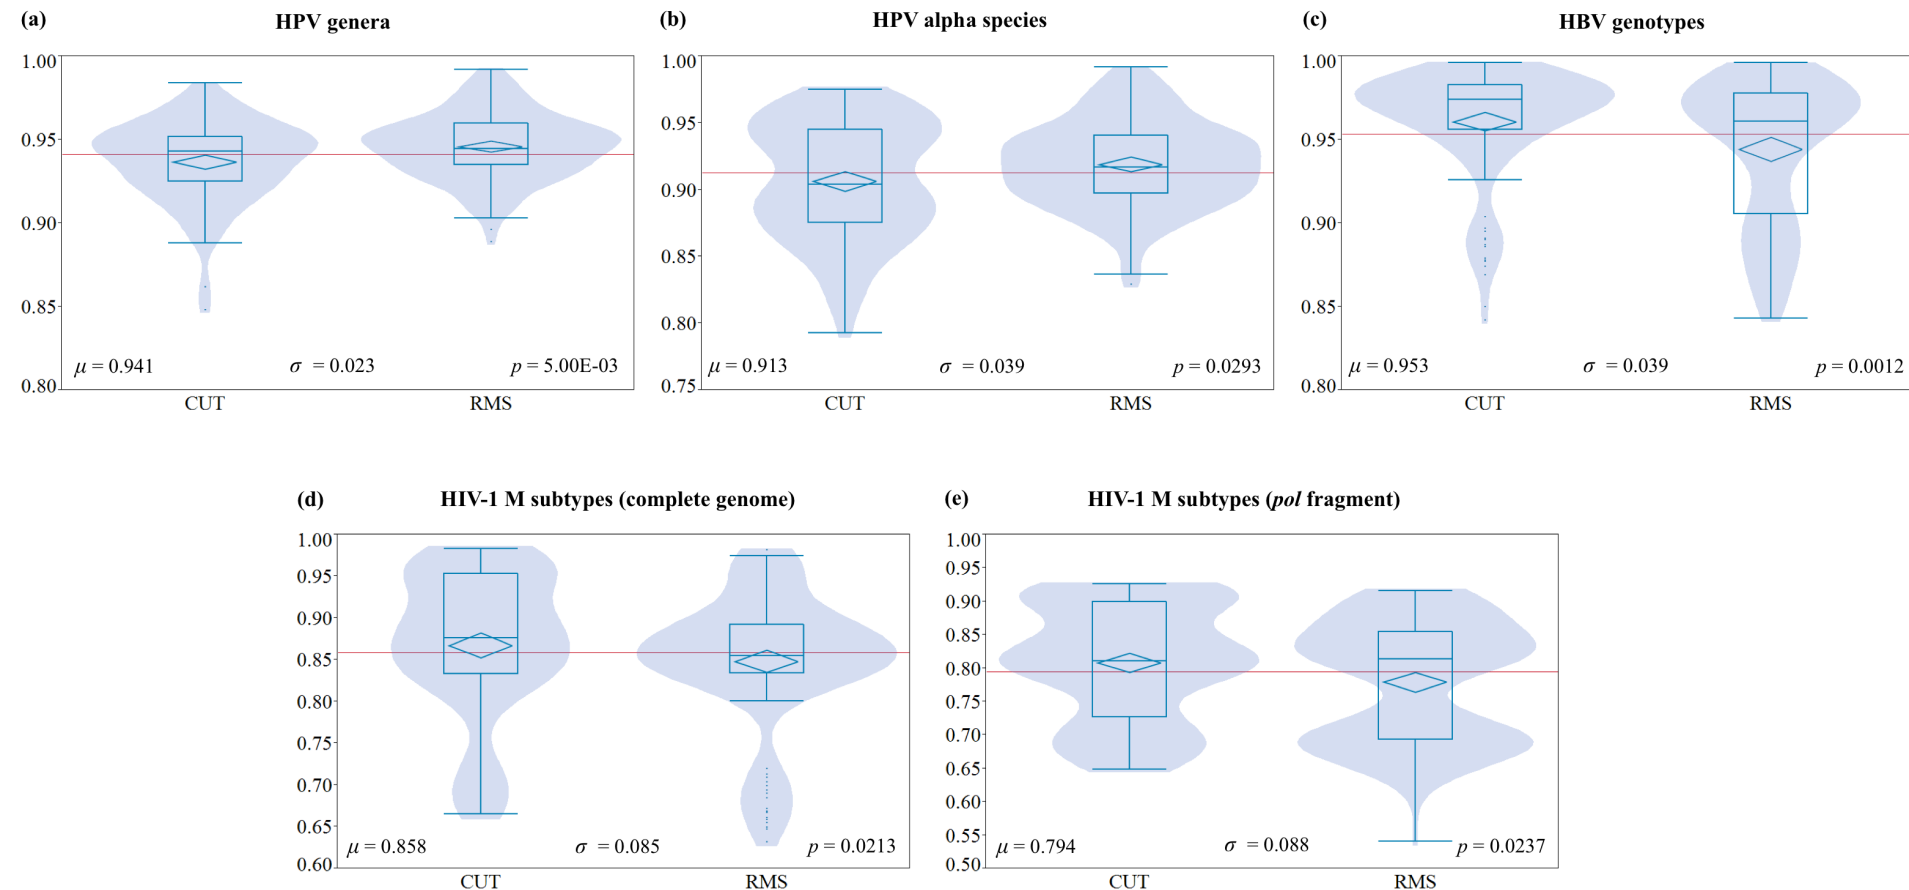 (a) HPV genera
1.00
0.95
0.90
0.85
0.80
μ = 0.941 σ = 0.023 p = 5.00E-03
CUT RMS
(b) HPV alpha species
1.00
0.95
0.90
0.85
0.80
0.75
μ = 0.913 σ = 0.039 p = 0.0293
CUT RMS
(c) HBV genotypes
1.00
0.95
0.90
0.85
0.80
μ = 0.953 σ = 0.039 p = 0.0012
CUT RMS
(d) HIV-1 M subtypes (complete genome)
1.00
0.95
0.90
0.85
0.80
0.75
0.70
0.65
0.60
μ = 0.858 σ = 0.085 p = 0.0213
CUT RMS
(e) HIV-1 M subtypes (pol fragment)
1.00
0.95
0.90
0.85
0.80
0.75
0.70
0.65
0.60
0.55
0.50
μ = 0.794 σ = 0.088 p = 0.0237
CUT RMS